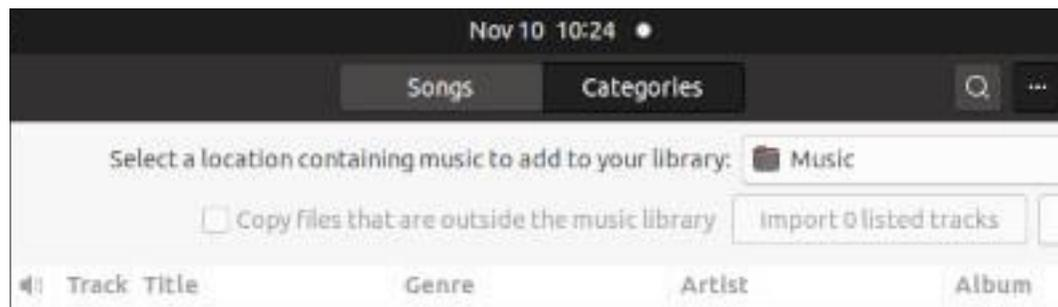 Nov 10 10:24
Songs Categories
Select a location containing music to add to your library: Music
Copy files that are outside the music library Import 0 listed tracks
Track Title Genre Artist Album